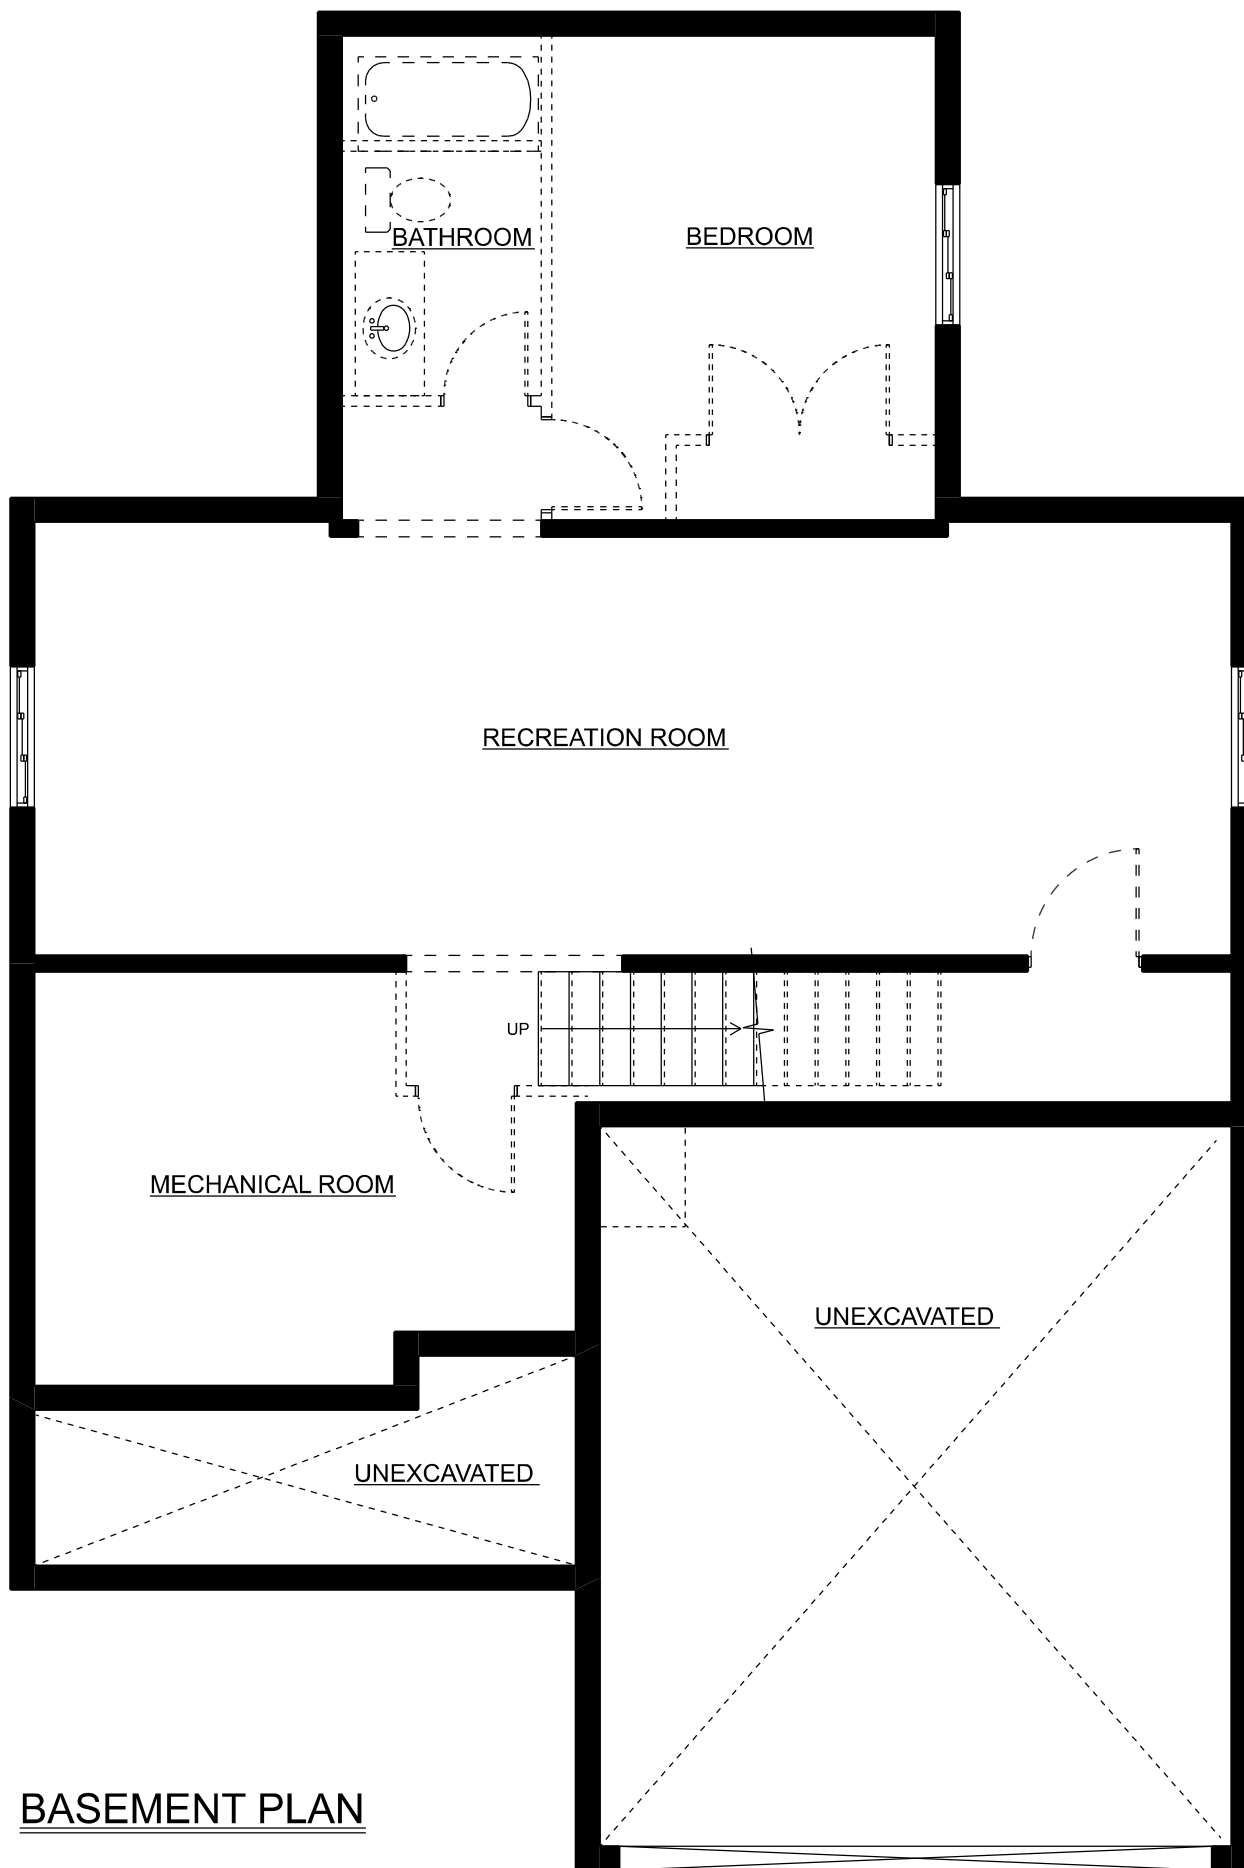 BATHROOM
BEDROOM
RECREATION ROOM
UP
MECHANICAL ROOM
UNEXCAVATED
UNEXCAVATED
BASEMENT PLAN